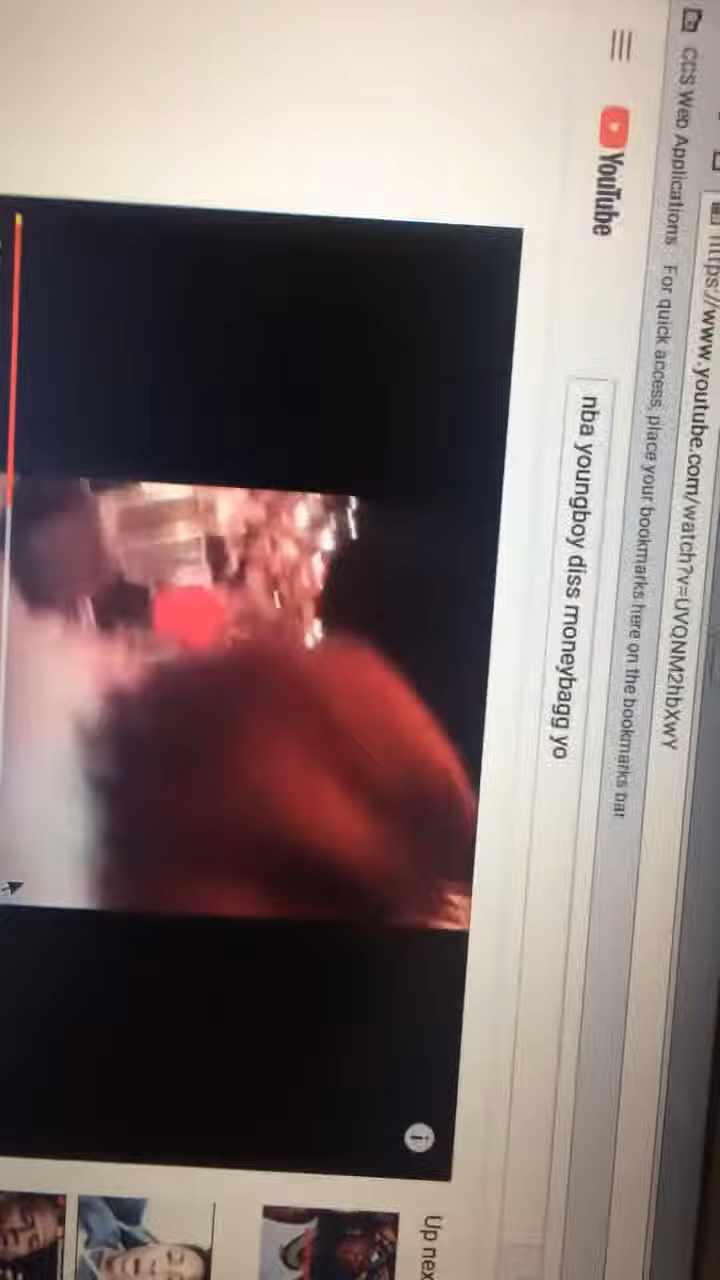 https://www.youtube.com/watch?v=UVQNM2hbXwY
CCS Web Applications For quick access, place your bookmarks here on the bookmarks bar
YouTube
nba youngboy diss moneybagg yo
Up nex